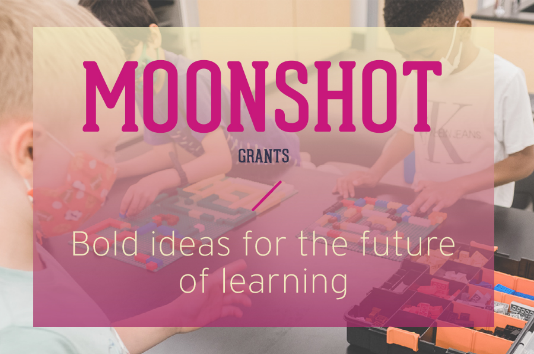 MOONSHOT
GRANTS
Bold ideas for the future
of learning
K